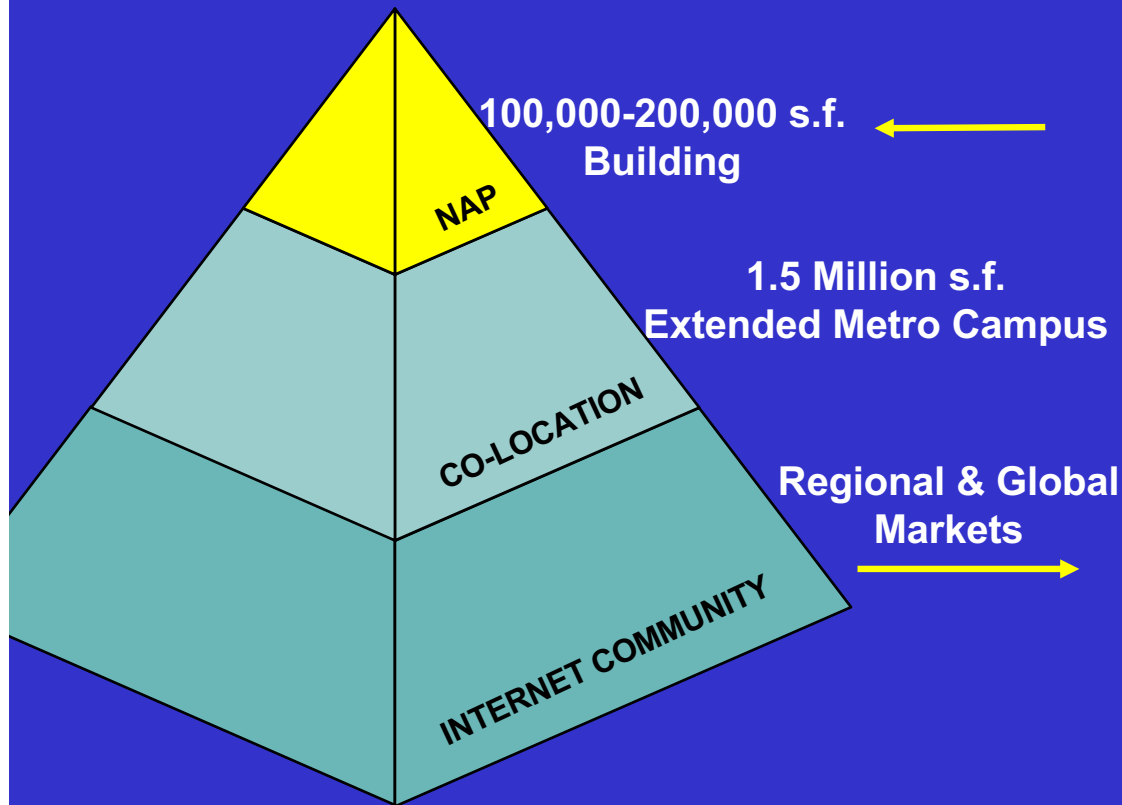 100,000-200,000 s.f.
Building
NAP
1.5 Million s.f.
Extended Metro Campus
CO-LOCATION
Regional & Global
Markets
INTERNET COMMUNITY